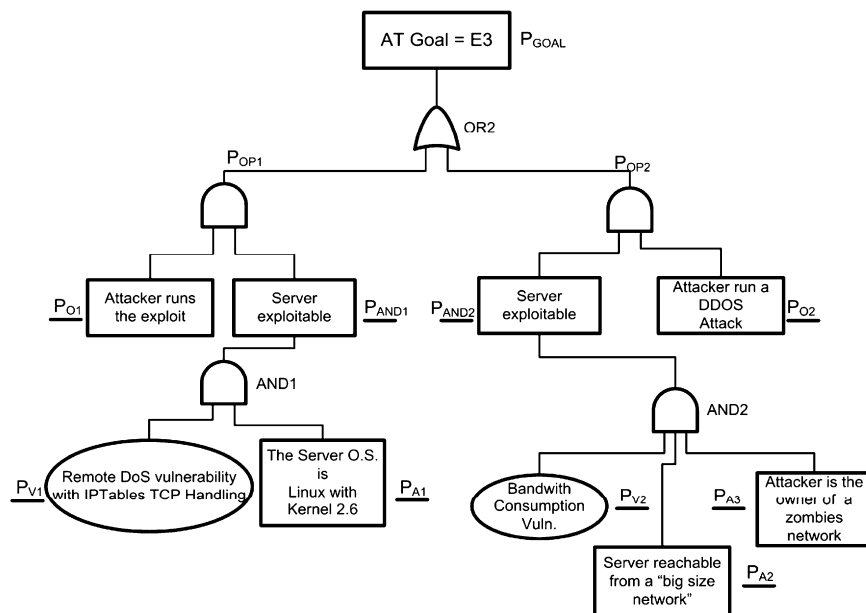 AT Goal = E3
P_GOAL
OR2
P_OP1
P_OP2
P_O1
Attacker runs
the exploit
Server
exploitable
P_AND1
P_AND2
Server
exploitable
Attacker run a
DDOS
Attack
P_O2
AND1
AND2
P_V1
Remote DoS vulnerability
with IPTables TCP Handling
The Server O.S.
is
Linux with
Kernel 2.6
P_A1
Bandwith
Consumption
Vuln.
P_V2
P_A3
Attacker is the
owner of a
zombies
network
Server reachable
from a "big size
network"
P_A2